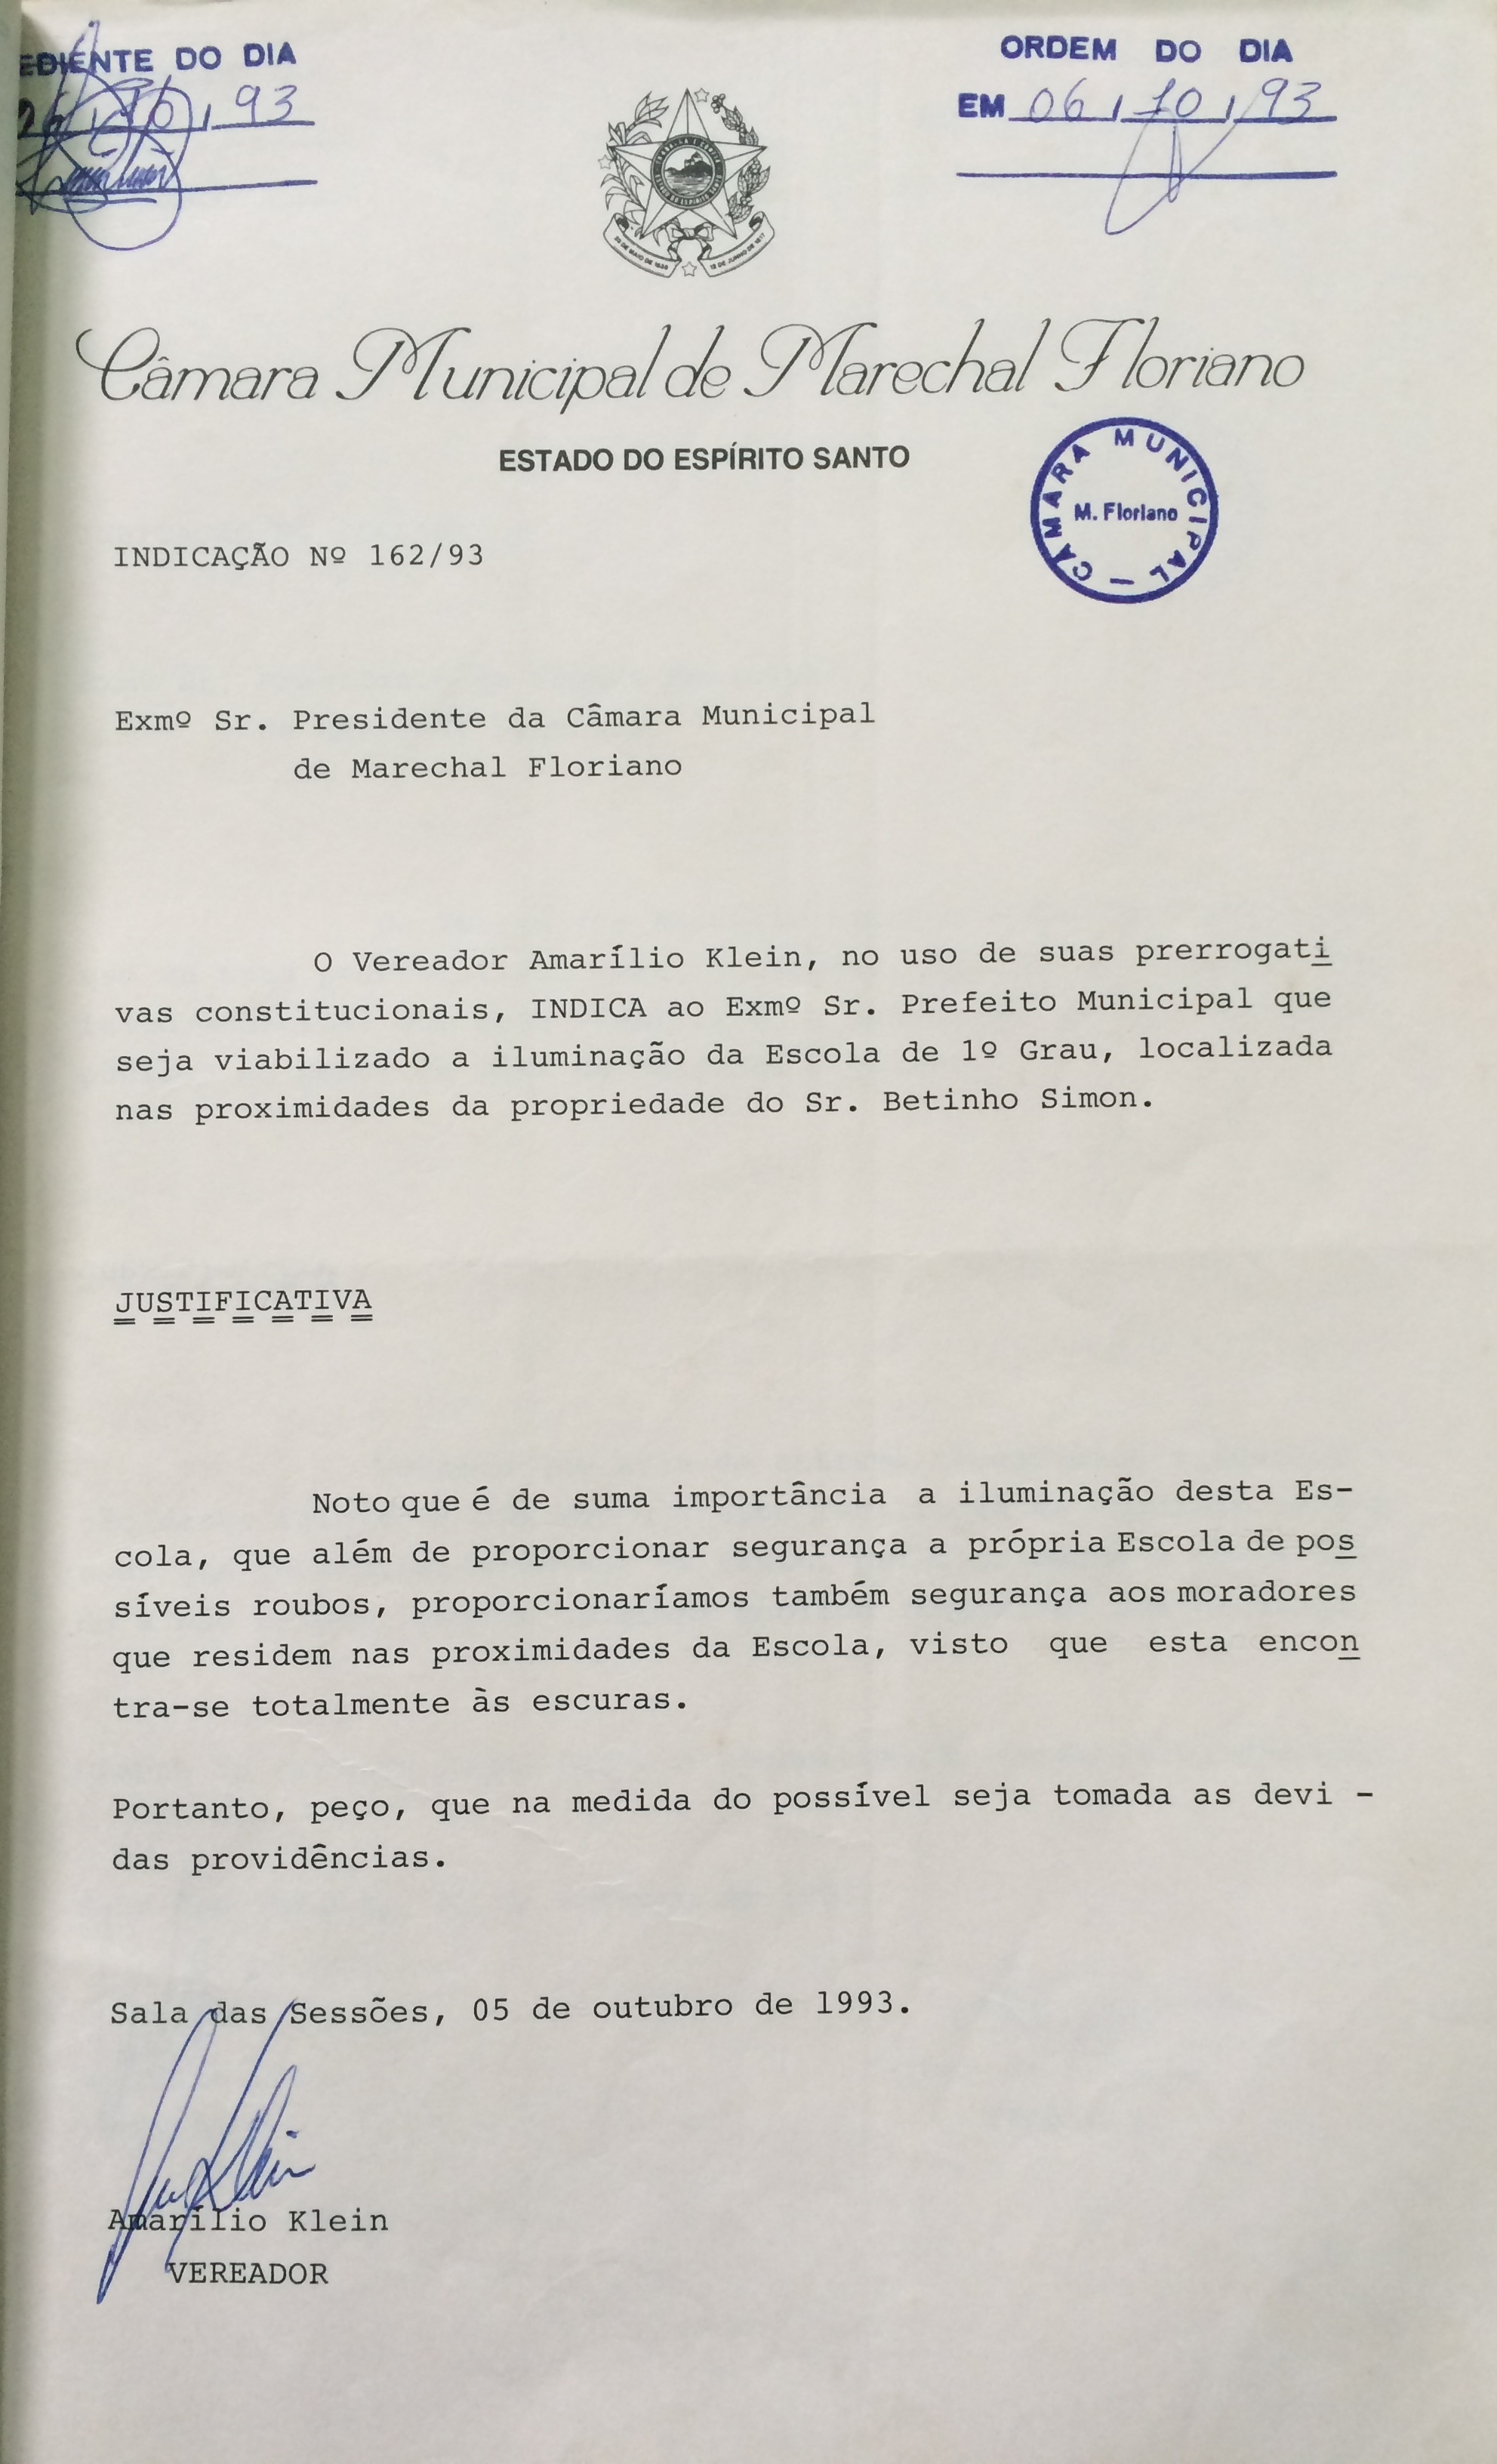 EDIENTE DO DIA
06 / 10 / 93
ORDEM DO DIA
EM 06 / 10 / 93
Câmara Municipal de Marechal Floriano
ESTADO DO ESPÍRITO SANTO
CÂMARA MUNICIPAL —
M. Floriano
INDICAÇÃO Nº 162/93
Exmº Sr. Presidente da Câmara Municipal
de Marechal Floriano
O Vereador Amarílio Klein, no uso de suas prerrogati
vas constitucionais, INDICA ao Exmº Sr. Prefeito Municipal que
seja viabilizado a iluminação da Escola de 1º Grau, localizada
nas proximidades da propriedade do Sr. Betinho Simon.
JUSTIFICATIVA
Noto que é de suma importância a iluminação desta Es-
cola, que além de proporcionar segurança a própria Escola de pos
síveis roubos, proporcionaríamos também segurança aos moradores
que residem nas proximidades da Escola, visto que esta encon
tra-se totalmente às escuras.
Portanto, peço, que na medida do possível seja tomada as devi -
das providências.
Sala das Sessões, 05 de outubro de 1993.
Amarílio Klein
VEREADOR